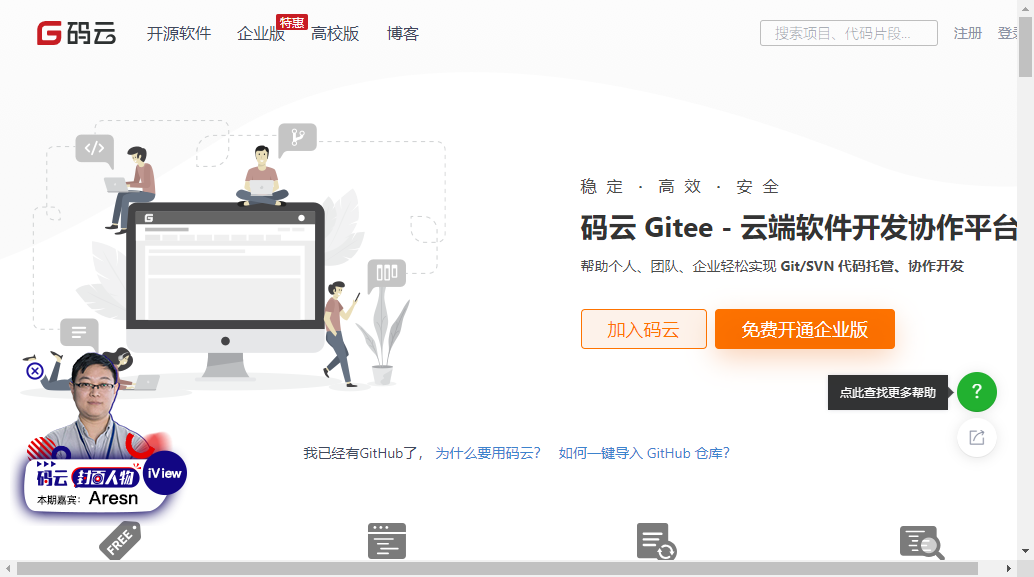 码云
开源软件
企业版
特惠
高校版
博客
搜索项目、代码片段...
注册
登录
稳定 · 高效 · 安全
码云 Gitee - 云端软件开发协作平台
帮助个人、团队、企业轻松实现 Git/SVN 代码托管、协作开发
加入码云
免费开通企业版
点此查找更多帮助
?
我已经有GitHub了， 为什么要用码云? 如何一键导入 GitHub 仓库?
码云 封面人物
iView
本期嘉宾: Aresn
FREE